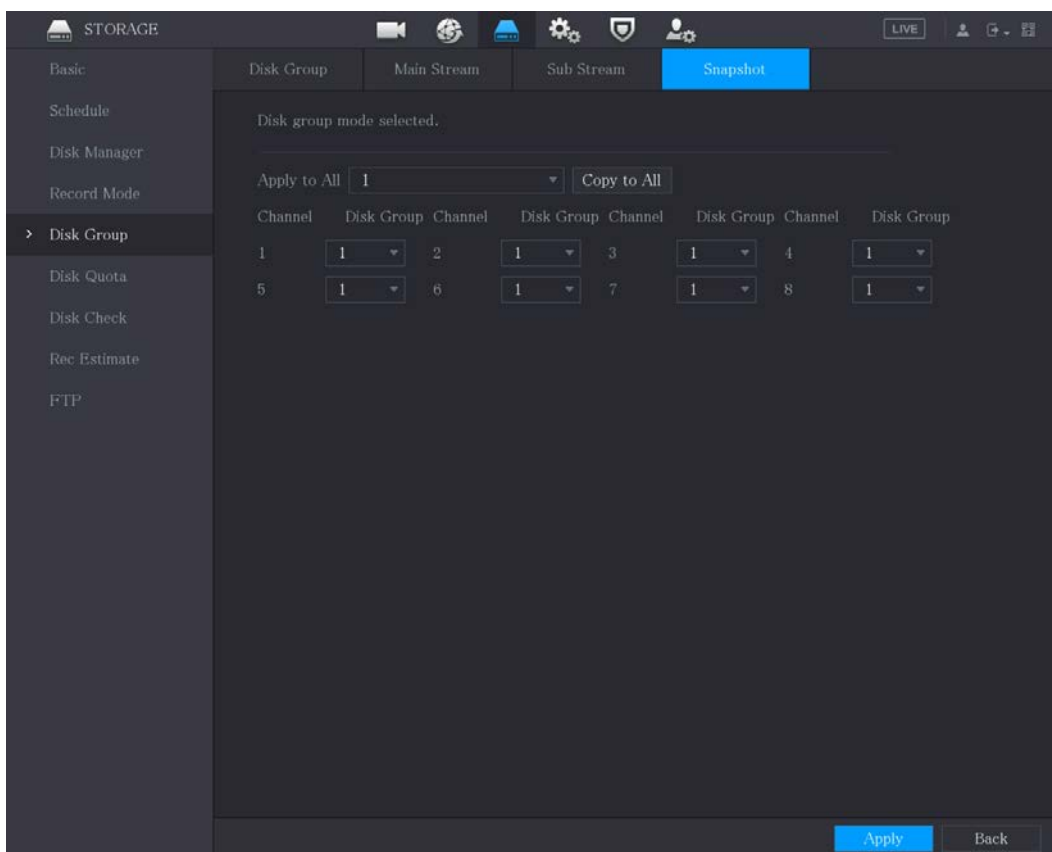 STORAGE LIVE
Basic
Schedule
Disk Manager
Record Mode
> Disk Group
Disk Quota
Disk Check
Rec Estimate
FTP
Disk Group Main Stream Sub Stream Snapshot
Disk group mode selected.
Apply to All 1 Copy to All
Channel Disk Group Channel Disk Group Channel Disk Group Channel Disk Group
1 1 2 1 3 1 4 1
5 1 6 1 7 1 8 1
Apply Back